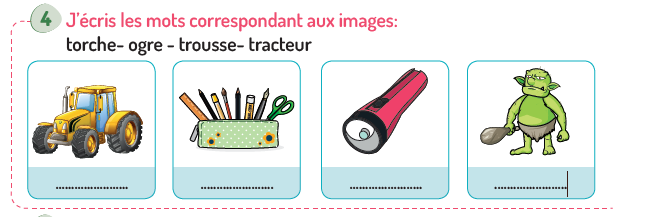 4 J'écris les mots correspondant aux images:
torche- ogre - trousse- tracteur